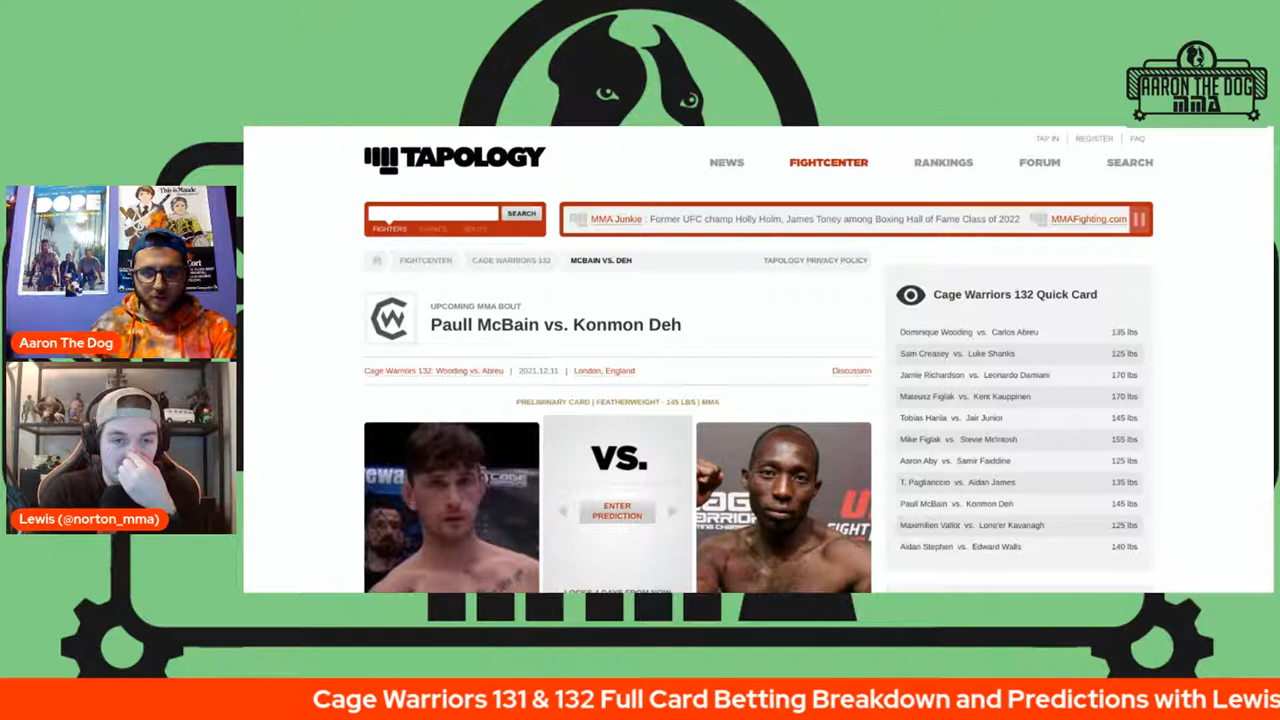 AARON THE DOG
MMA
TAP IN
REGISTER
FAQ
TAPOLOGY
NEWS
FIGHTCENTER
RANKINGS
FORUM
SEARCH
SEARCH
FIGHTERS
EVENTS
MMA Junkie : Former UFC champ Holly Holm, James Toney among Boxing Hall of Fame Class of 2022
MMAFighting.com
FIGHTCENTER
CAGE WARRIORS 132
MCBAIN VS. DEH
TAPOLOGY PRIVACY POLICY
UPCOMING MMA BOUT
Paull McBain vs. Konmon Deh
Cage Warriors 132: Wooding vs. Abreu | 2021.12.11 | London, England
Discussion
PRELIMINARY CARD | FEATHERWEIGHT · 145 LBS | MMA
VS.
ENTER
PREDICTION
Cage Warriors 132 Quick Card
Dominique Wooding vs. Carlos Abreu 135 lbs
Sam Creasey vs. Luke Shanks 125 lbs
Jamie Richardson vs. Leonardo Damiani 170 lbs
Mateusz Figlak vs. Kent Kauppinen 170 lbs
Tobias Harila vs. Jair Junior 145 lbs
Mike Figlak vs. Stevie McIntosh 155 lbs
Aaron Aby vs. Samir Faiddine 125 lbs
T. Pagliariccio vs. Aidan James 135 lbs
Paull McBain vs. Konmon Deh 145 lbs
Maximilien Vallot vs. Lone'er Kavanagh 125 lbs
Aidan Stephen vs. Edward Walls 140 lbs
DOPE
This is Maude
Aaron The Dog
Lewis (@norton_mma)
Cage Warriors 131 & 132 Full Card Betting Breakdown and Predictions with Lewis